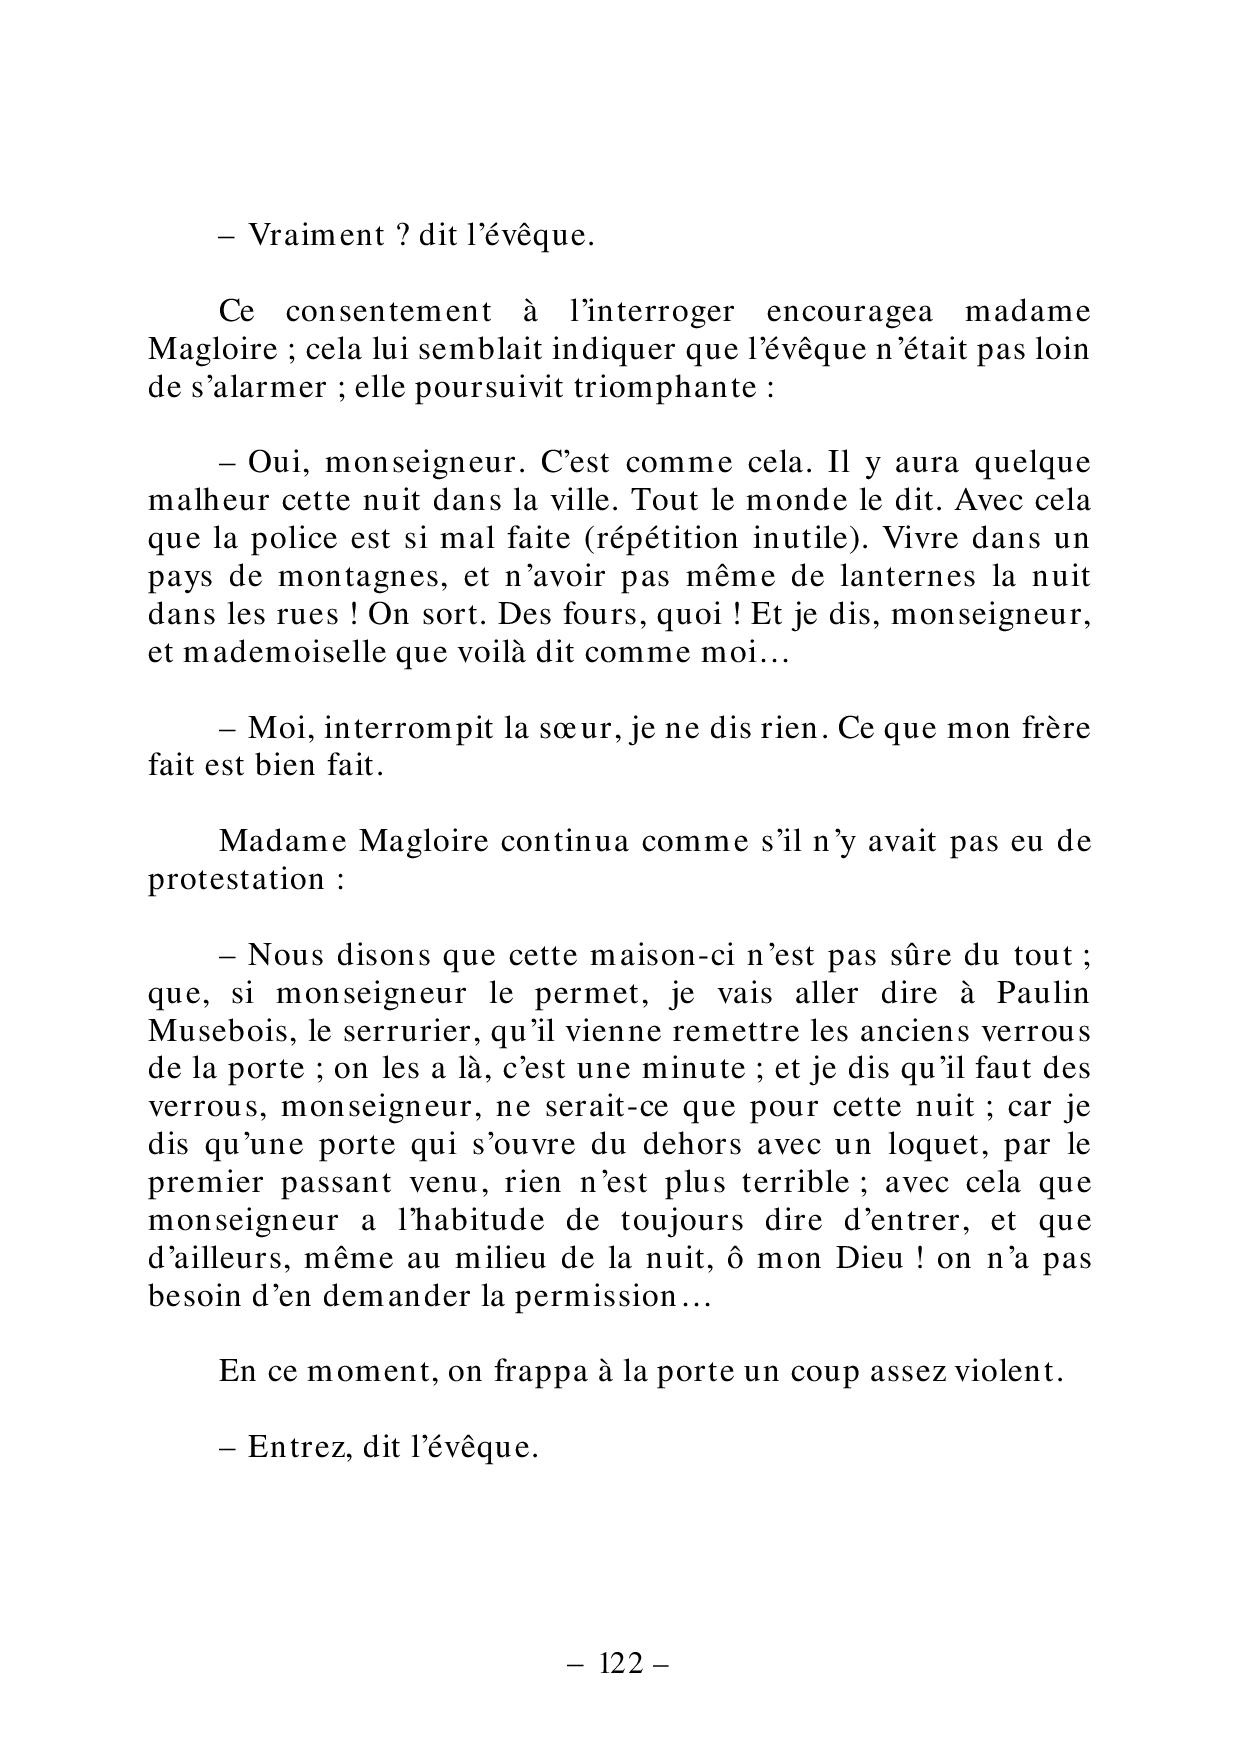 – Vraiment ? dit l’évêque.
Ce consentement à l’interroger encouragea madame
Magloire ; cela lui semblait indiquer que l’évêque n’était pas loin
de s’alarmer ; elle poursuivit triomphante :
– Oui, monseigneur. C’est comme cela. Il y aura quelque
malheur cette nuit dans la ville. Tout le monde le dit. Avec cela
que la police est si mal faite (répétition inutile). Vivre dans un
pays de montagnes, et n’avoir pas même de lanternes la nuit
dans les rues ! On sort. Des fours, quoi ! Et je dis, monseigneur,
et mademoiselle que voilà dit comme moi…
– Moi, interrompit la sœur, je ne dis rien. Ce que mon frère
fait est bien fait.
Madame Magloire continua comme s’il n’y avait pas eu de
protestation :
– Nous disons que cette maison-ci n’est pas sûre du tout ;
que, si monseigneur le permet, je vais aller dire à Paulin
Musebois, le serrurier, qu’il vienne remettre les anciens verrous
de la porte ; on les a là, c’est une minute ; et je dis qu’il faut des
verrous, monseigneur, ne serait-ce que pour cette nuit ; car je
dis qu’une porte qui s’ouvre du dehors avec un loquet, par le
premier passant venu, rien n’est plus terrible ; avec cela que
monseigneur a l’habitude de toujours dire d’entrer, et que
d’ailleurs, même au milieu de la nuit, ô mon Dieu ! on n’a pas
besoin d’en demander la permission…
En ce moment, on frappa à la porte un coup assez violent.
– Entrez, dit l’évêque.
– 122 –